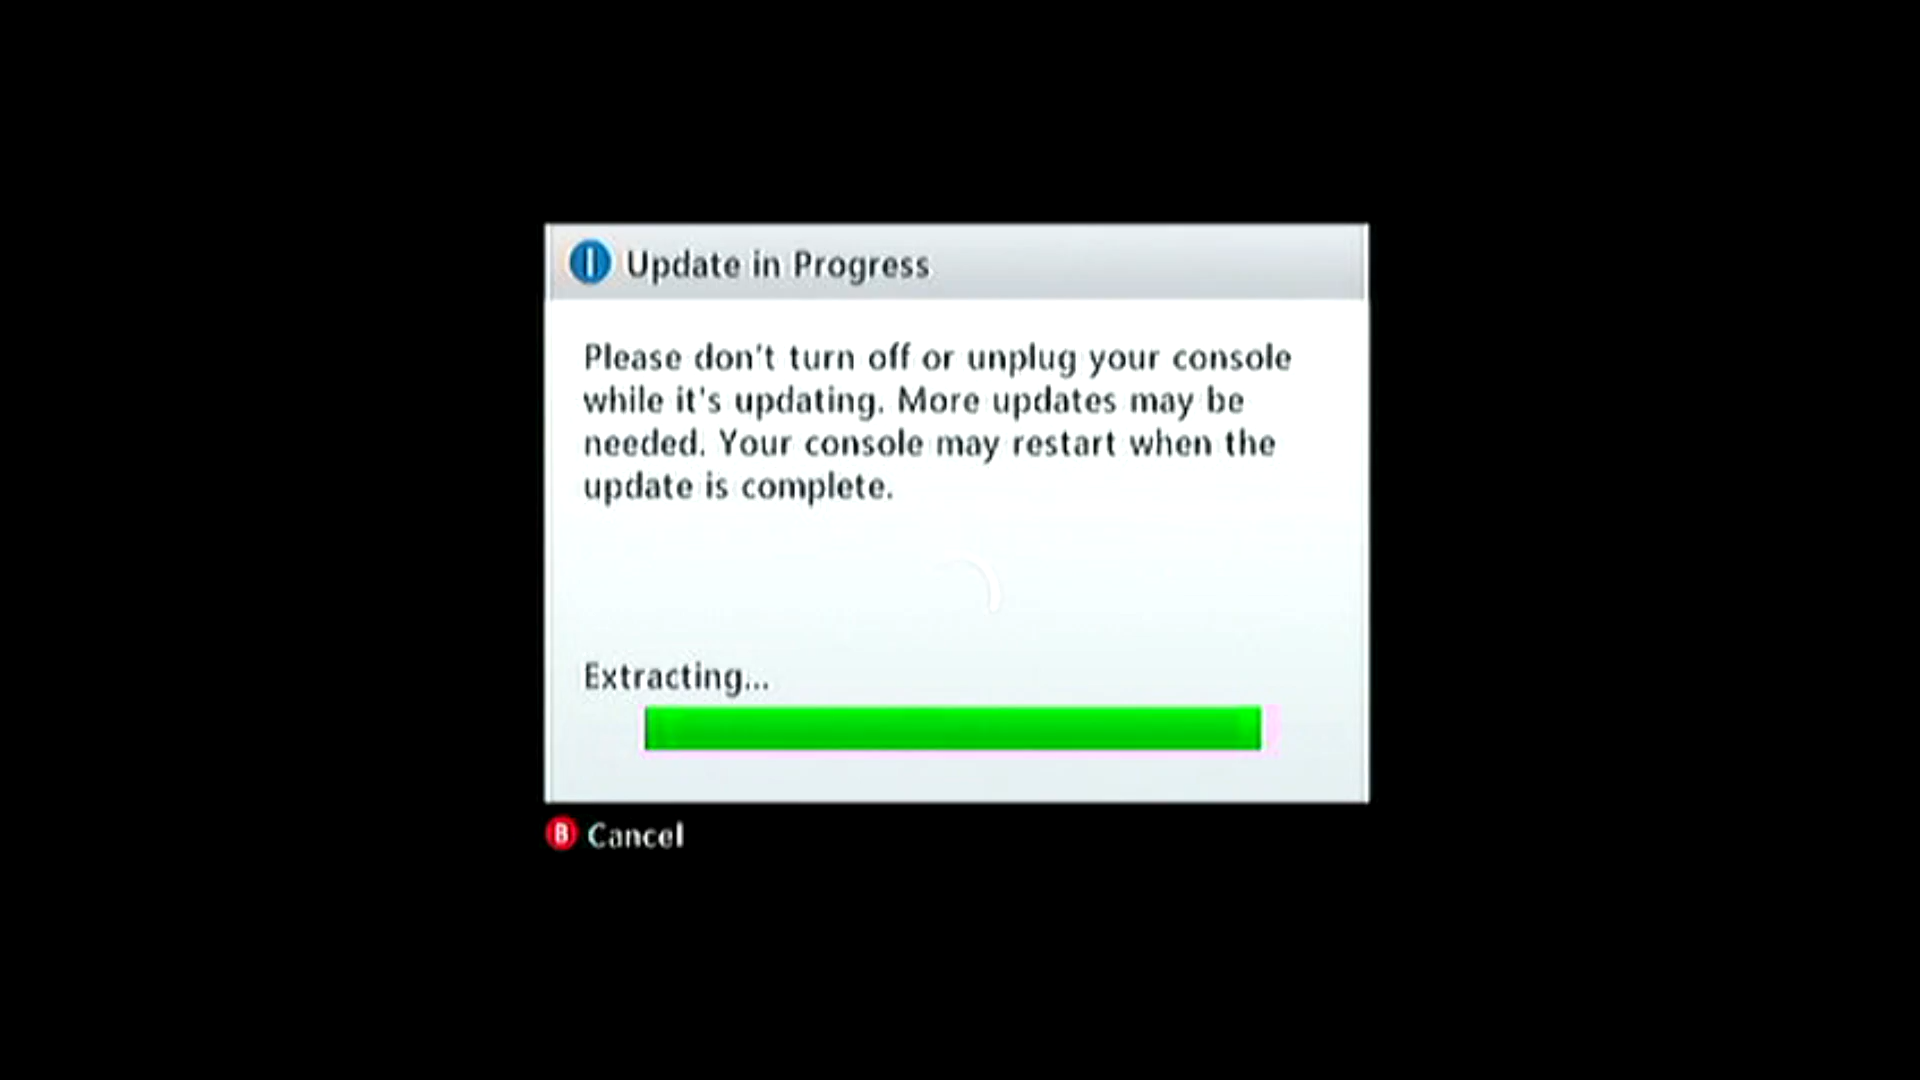 Update in Progress
Please don't turn off or unplug your console
while it's updating. More updates may be
needed. Your console may restart when the
update is complete.
Extracting...
B Cancel